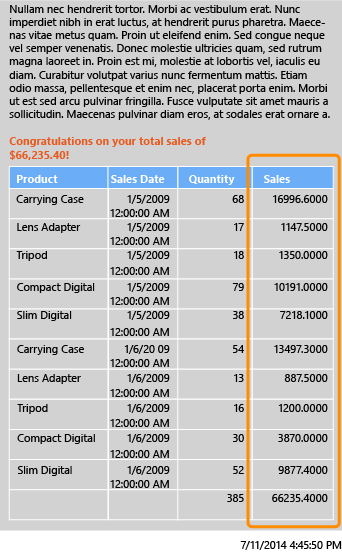 Nullam nec hendrerit tortor. Morbi ac vestibulum erat. Nunc
imperdiet nibh in erat luctus, at hendrerit purus pharetra. Maece-
nas vitae metus quam. Proin ut eleifend enim. Sed congue neque
vel semper venenatis. Donec molestie ultricies quam, sed rutrum
magna laoreet in. Proin est mi, molestie at lobortis vel, iaculis eu
diam. Curabitur volutpat varius nunc fermentum mattis. Etiam
odio massa, pellentesque et enim nec, placerat porta enim. Morbi
ut est sed arcu pulvinar fringilla. Fusce vulputate sit amet mauris a
sollicitudin. Maecenas pulvinar diam eros, at sodales erat ornare a.
Congratulations on your total sales of
$66,235.40!
Product Sales Date Quantity Sales
Carrying Case 1/5/2009 68 16996.6000
12:00:00 AM
Lens Adapter 1/5/2009 17 1147.5000
12:00:00 AM
Tripod 1/5/2009 18 1350.0000
12:00:00 AM
Compact Digital 1/5/2009 79 10191.0000
12:00:00 AM
Slim Digital 1/5/2009 38 7218.1000
12:00:00 AM
Carrying Case 1/6/20 09 54 13497.3000
12:00:00 AM
Lens Adapter 1/6/2009 13 887.5000
12:00:00 AM
Tripod 1/6/2009 16 1200.0000
12:00:00 AM
Compact Digital 1/6/2009 30 3870.0000
12:00:00 AM
Slim Digital 1/6/2009 52 9877.4000
12:00:00 AM
385 66235.4000
7/11/2014 4:45:50 PM